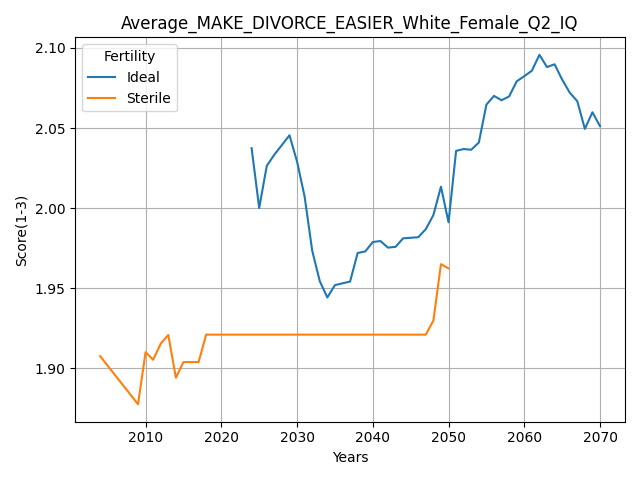 Average_MAKE_DIVORCE_EASIER_White_Female_Q2_IQ
Fertility
Ideal
Sterile
Score(1-3)
2.10
2.05
2.00
1.95
1.90
2010 2020 2030 2040 2050 2060 2070
Years